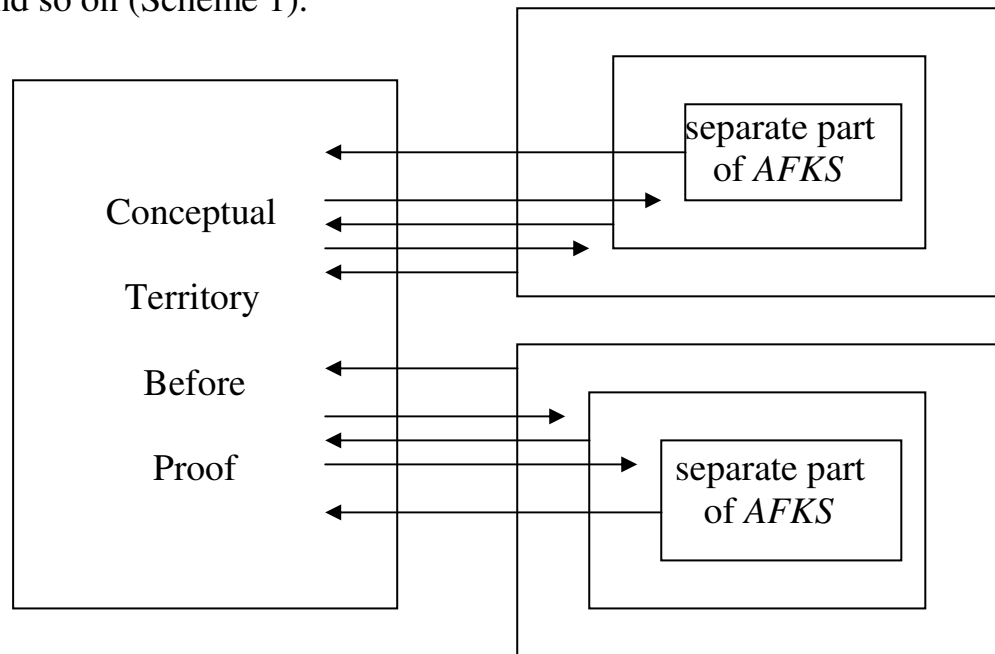 nd so on (Scheme 1).
separate part
of AFKS
Conceptual
Territory
Before
Proof
separate part
of AFKS